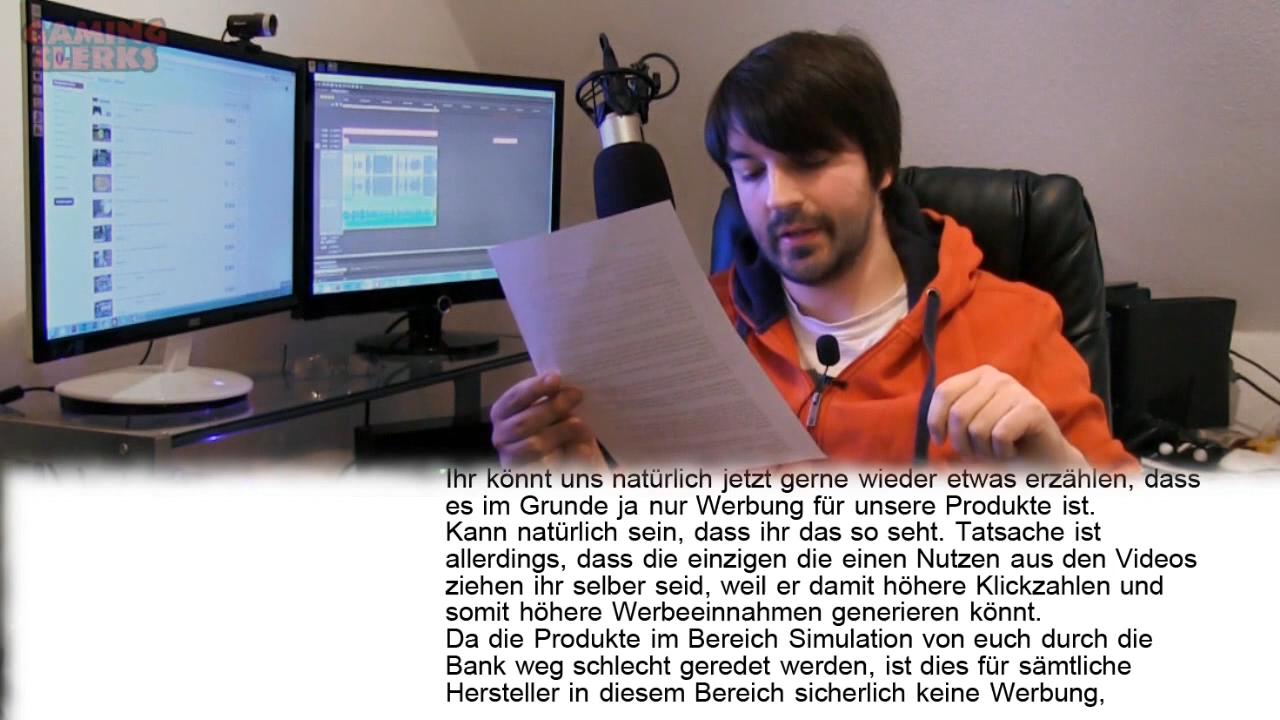 GAMING
CLERKS
Ihr könnt uns natürlich jetzt gerne wieder etwas erzählen, dass
es im Grunde ja nur Werbung für unsere Produkte ist.
Kann natürlich sein, dass ihr das so seht. Tatsache ist
allerdings, dass die einzigen die einen Nutzen aus den Videos
ziehen ihr selber seid, weil er damit höhere Klickzahlen und
somit höhere Werbeeinnahmen generieren könnt.
Da die Produkte im Bereich Simulation von euch durch die
Bank weg schlecht geredet werden, ist dies für sämtliche
Hersteller in diesem Bereich sicherlich keine Werbung,